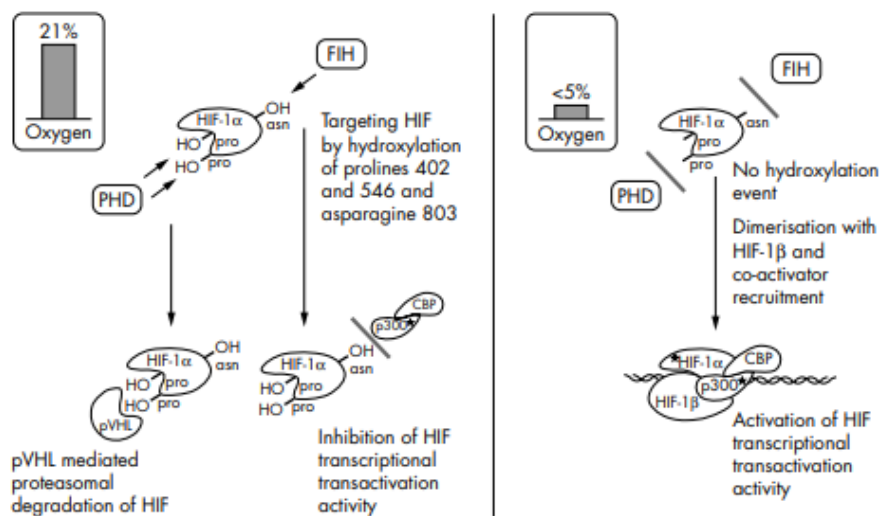 21%
Oxygen
FIH
HIF-1α
OH
asn
HO
pro
HO
pro
PHD
Targeting HIF
by hydroxylation
of prolines 402
and 546 and
asparagine 803
HIF-1α
OH
asn
HO
pro
HO
pro
pVHL
pVHL mediated
proteasomal
degradation of HIF
CBP
p300
HIF-1α
OH
asn
HO
pro
HO
pro
Inhibition of HIF
transcriptional
transactivation
activity
<5%
Oxygen
FIH
HIF-1α
asn
pro
pro
PHD
No hydroxylation
event
Dimerisation with
HIF-1β and
co-activator
recruitment
HIF-1α
CBP
p300
HIF-1β
Activation of HIF
transcriptional
transactivation
activity